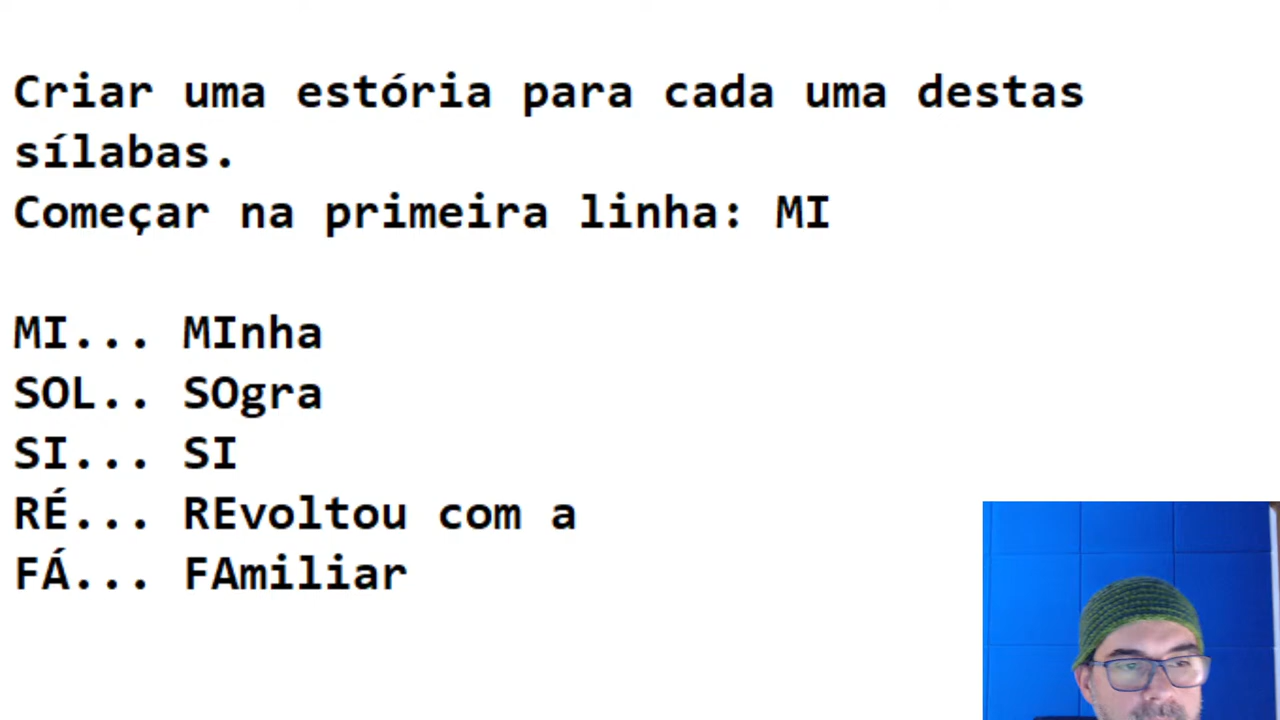 Criar uma estória para cada uma destas
sílabas.
Começar na primeira linha: MI
MI... MInha
SOL.. SOgra
SI... SI
RÉ... REvoltou com a
FÁ... FAmiliar